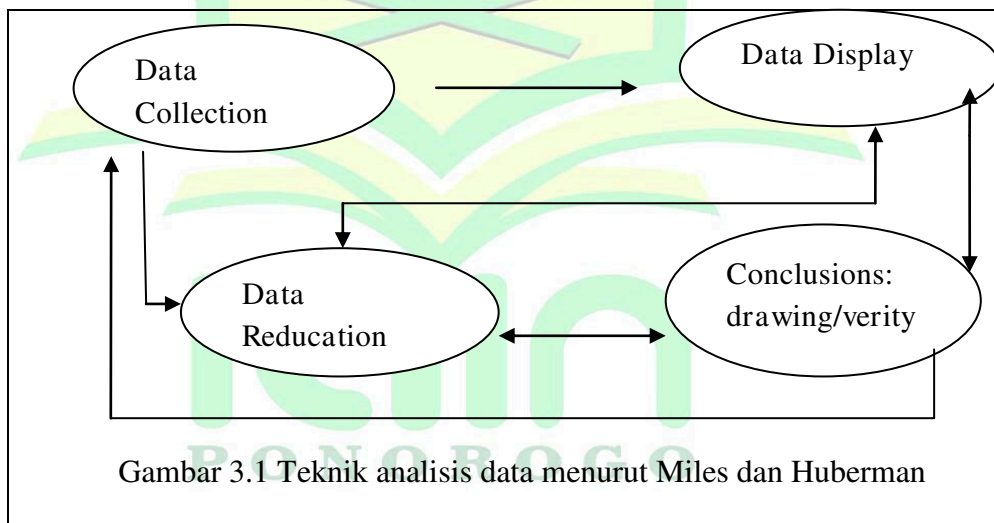 Data
Collection
Data Display
Data
Reducation
Conclusions:
drawing/verity
iain
PONOROGO
Gambar 3.1 Teknik analisis data menurut Miles dan Huberman